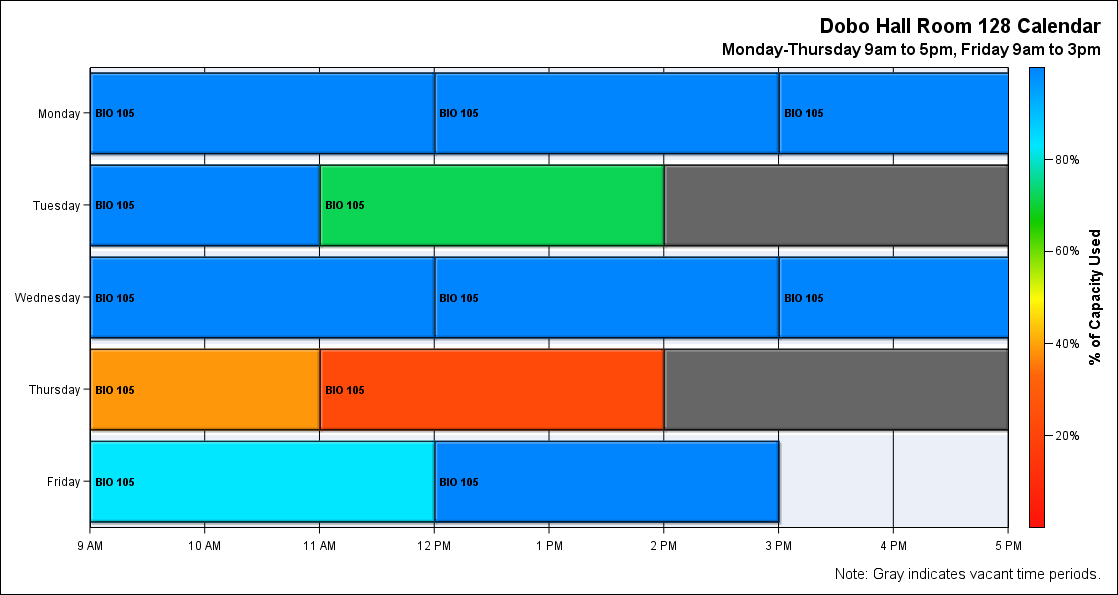 Dobo Hall Room 128 Calendar
Monday-Thursday 9am to 5pm, Friday 9am to 3pm
Monday
BIO 105
BIO 105
BIO 105
Tuesday
BIO 105
BIO 105
Wednesday
BIO 105
BIO 105
BIO 105
Thursday
BIO 105
BIO 105
Friday
BIO 105
BIO 105
9 AM
10 AM
11 AM
12 PM
1 PM
2 PM
3 PM
4 PM
5 PM
80%
60%
40%
20%
% of Capacity Used
Note: Gray indicates vacant time periods.